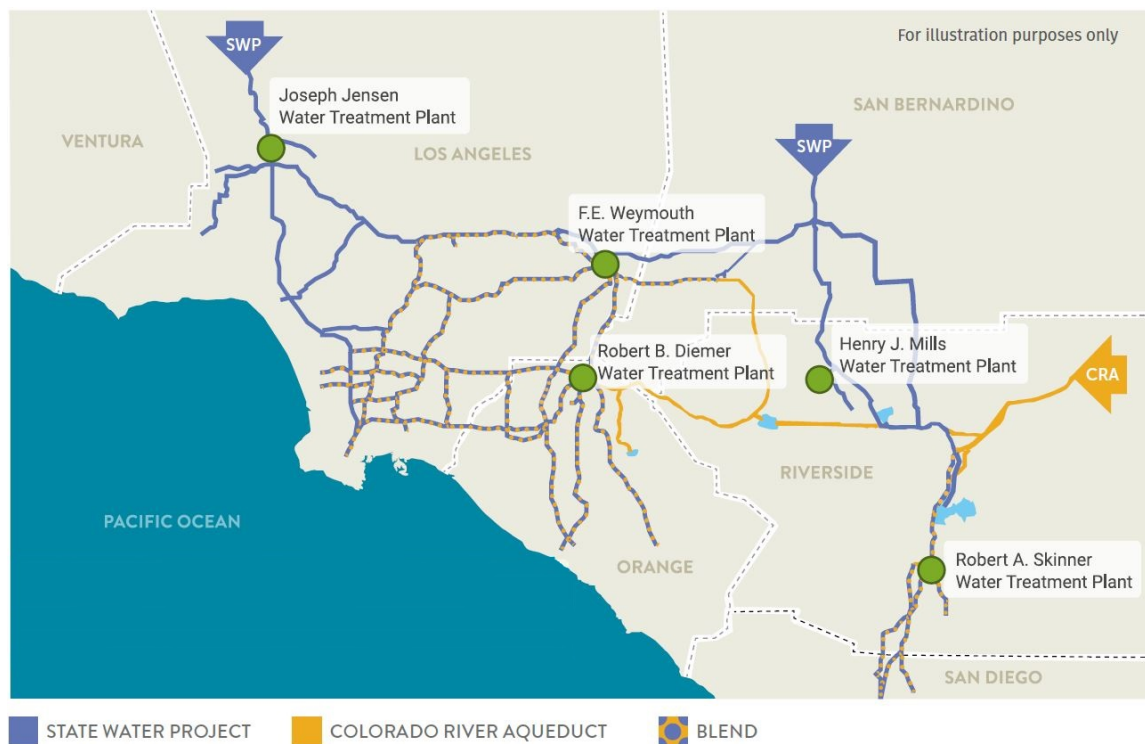 For illustration purposes only
SWP
Joseph Jensen
Water Treatment Plant
VENTURA
LOS ANGELES
SAN BERNARDINO
SWP
F.E. Weymouth
Water Treatment Plant
Robert B. Diemer
Water Treatment Plant
Henry J. Mills
Water Treatment Plant
CRA
RIVERSIDE
PACIFIC OCEAN
ORANGE
Robert A. Skinner
Water Treatment Plant
SAN DIEGO
STATE WATER PROJECT
COLORADO RIVER AQUEDUCT
BLEND